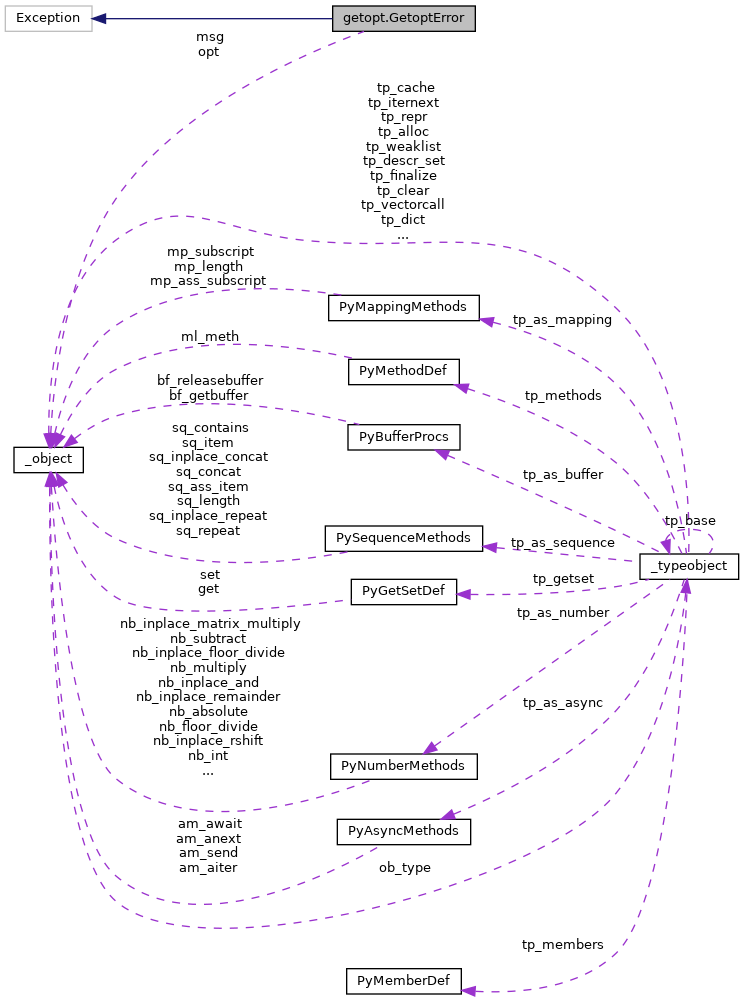 Exception
getopt.GetoptError
msg
opt
tp_cache
tp_iternext
tp_repr
tp_alloc
tp_weaklist
tp_descr_set
tp_finalize
tp_clear
tp_vectorcall
tp_dict
...
mp_subscript
mp_length
mp_ass_subscript
PyMappingMethods
tp_as_mapping
ml_meth
PyMethodDef
tp_methods
bf_releasebuffer
bf_getbuffer
PyBufferProcs
_object
tp_as_buffer
sq_contains
sq_item
sq_inplace_concat
sq_concat
sq_ass_item
sq_length
sq_inplace_repeat
sq_repeat
PySequenceMethods
tp_as_sequence
tp_base
_typeobject
set
get
PyGetSetDef
tp_getset
tp_as_number
nb_inplace_matrix_multiply
nb_subtract
nb_inplace_floor_divide
nb_multiply
nb_inplace_and
nb_inplace_remainder
nb_absolute
nb_floor_divide
nb_inplace_rshift
nb_int
...
PyNumberMethods
tp_as_async
am_await
am_anext
am_send
am_aiter
PyAsyncMethods
ob_type
tp_members
PyMemberDef